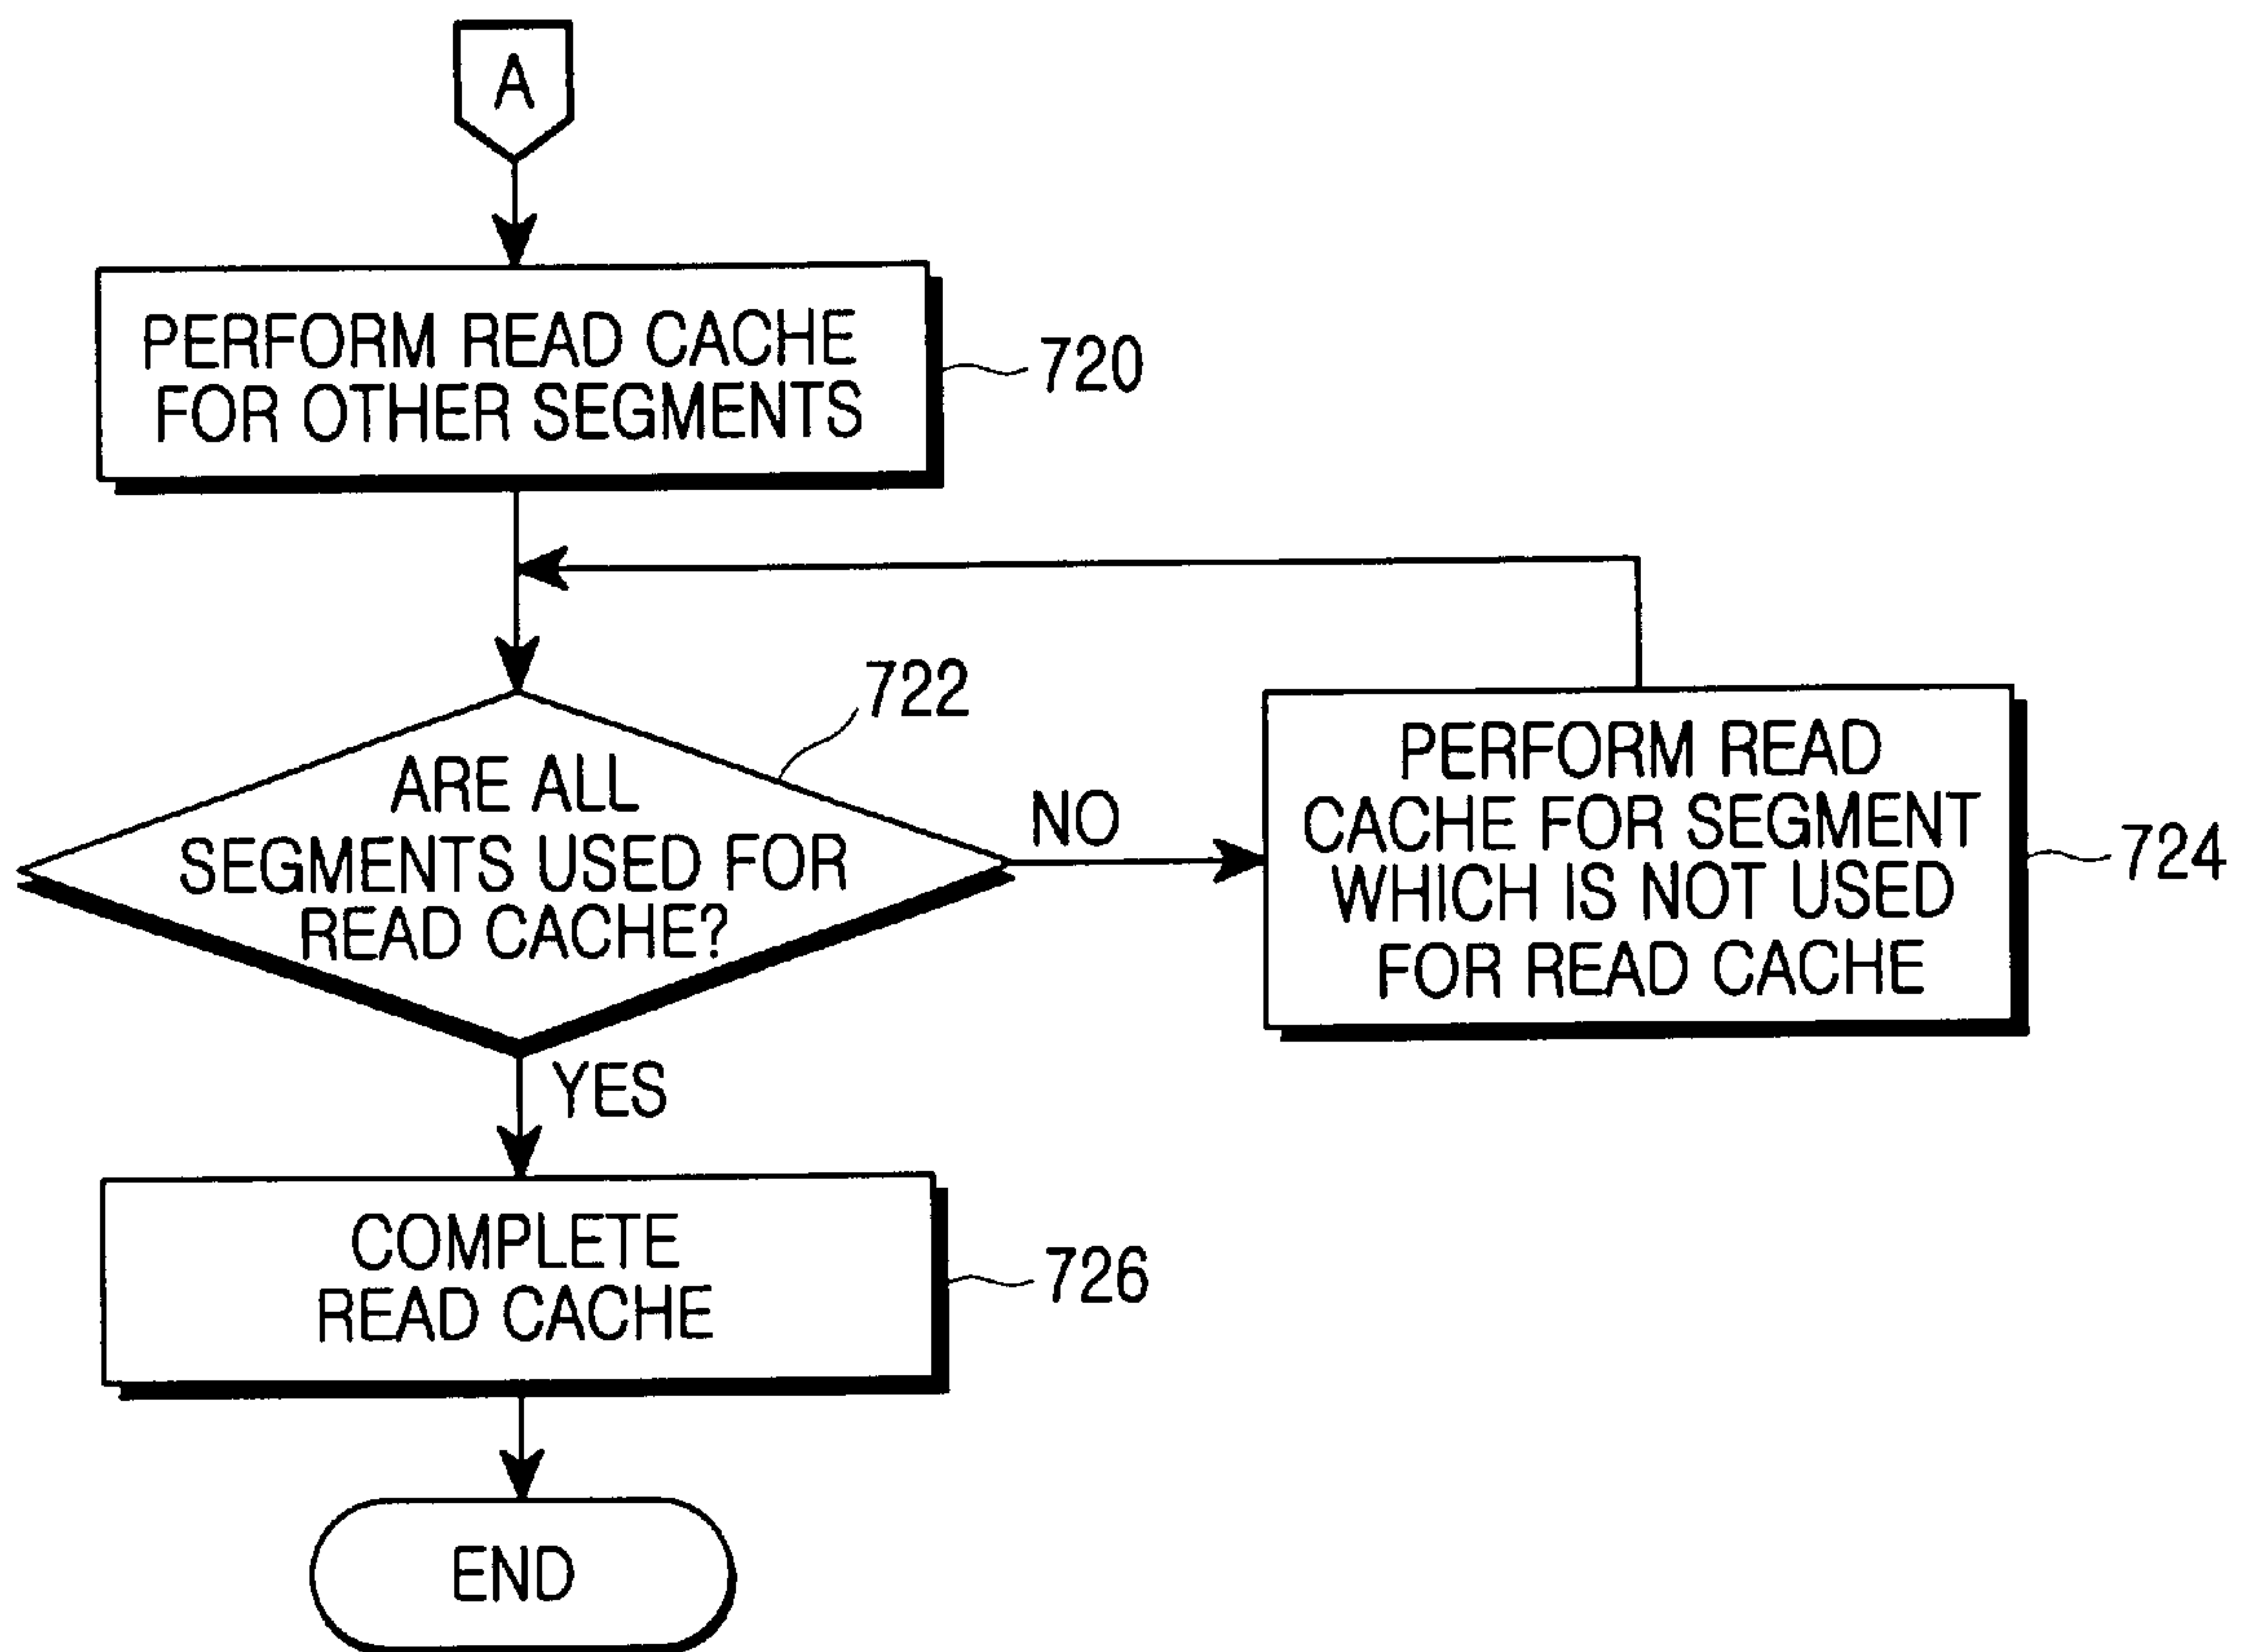 A
PERFORM READ CACHE
FOR OTHER SEGMENTS
720
722
ARE ALL
SEGMENTS USED FOR
READ CACHE?
NO
PERFORM READ
CACHE FOR SEGMENT
WHICH IS NOT USED
FOR READ CACHE
724
YES
COMPLETE
READ CACHE
726
END